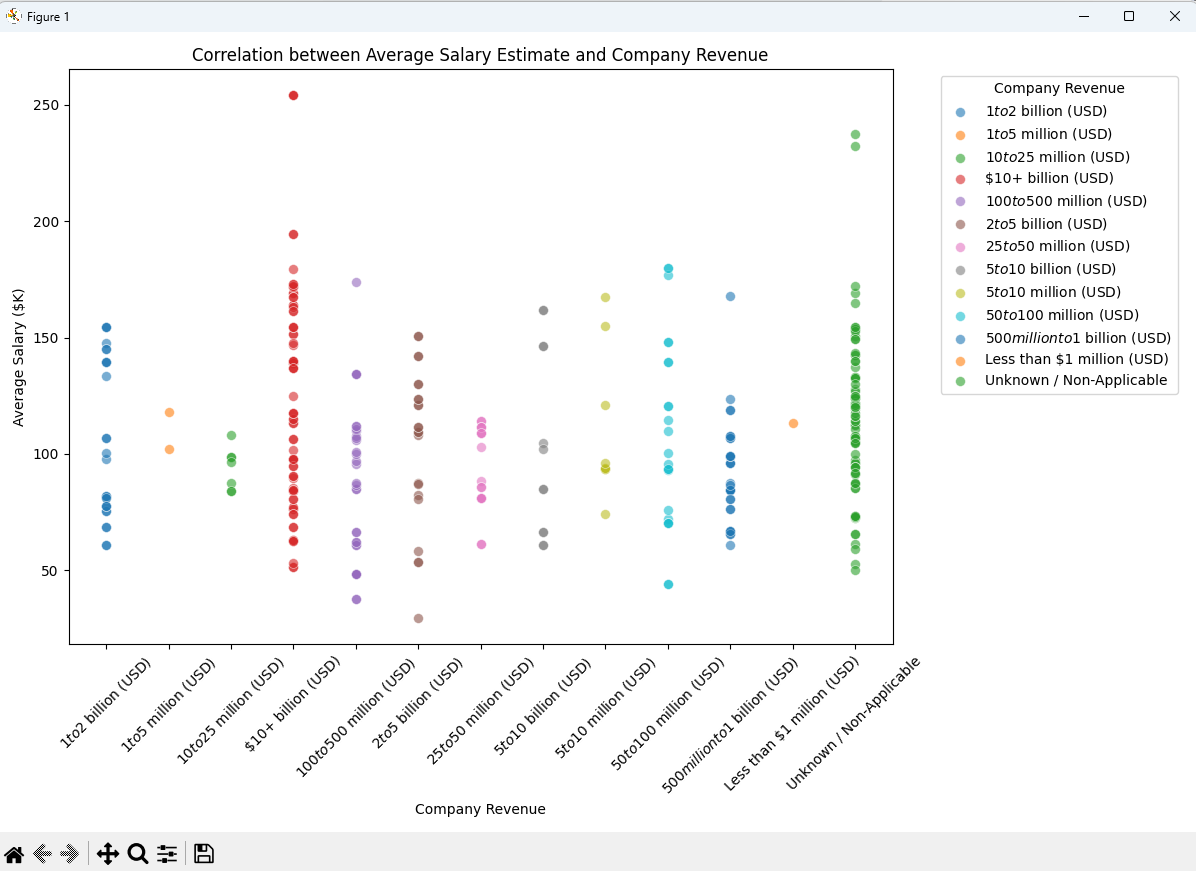 Figure 1
Correlation between Average Salary Estimate and Company Revenue
250
200
150
100
50
Average Salary ($K)
1to2 billion (USD)
1to5 million (USD)
10to25 million (USD)
$10+ billion (USD)
100to500 million (USD)
2to5 billion (USD)
25to50 million (USD)
5to10 billion (USD)
5to10 million (USD)
50to100 million (USD)
500millionto1 billion (USD)
Less than $1 million (USD)
Unknown / Non-Applicable
Company Revenue
Company Revenue
1to2 billion (USD)
1to5 million (USD)
10to25 million (USD)
$10+ billion (USD)
100to500 million (USD)
2to5 billion (USD)
25to50 million (USD)
5to10 billion (USD)
5to10 million (USD)
50to100 million (USD)
500millionto1 billion (USD)
Less than $1 million (USD)
Unknown / Non-Applicable